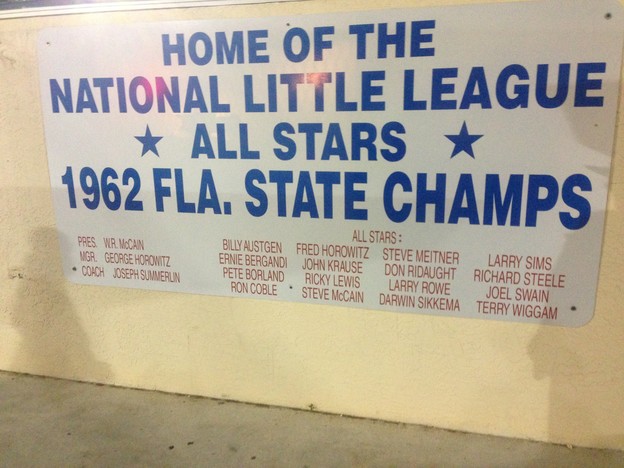 HOME OF THE
NATIONAL LITTLE LEAGUE
★ ALL STARS ★
1962 FLA. STATE CHAMPS
PRES. W.R. McCAIN
MGR. GEORGE HOROWITZ
COACH JOSEPH SUMMERLIN
ALL STARS:
BILLY AUSTGEN
ERNIE BERGANDI
PETE BORLAND
RON COBLE
FRED HOROWITZ
JOHN KRAUSE
RICKY LEWIS
STEVE McCAIN
STEVE MEITNER
DON RIDAUGHT
LARRY ROWE
DARWIN SIKKEMA
LARRY SIMS
RICHARD STEELE
JOEL SWAIN
TERRY WIGGAM